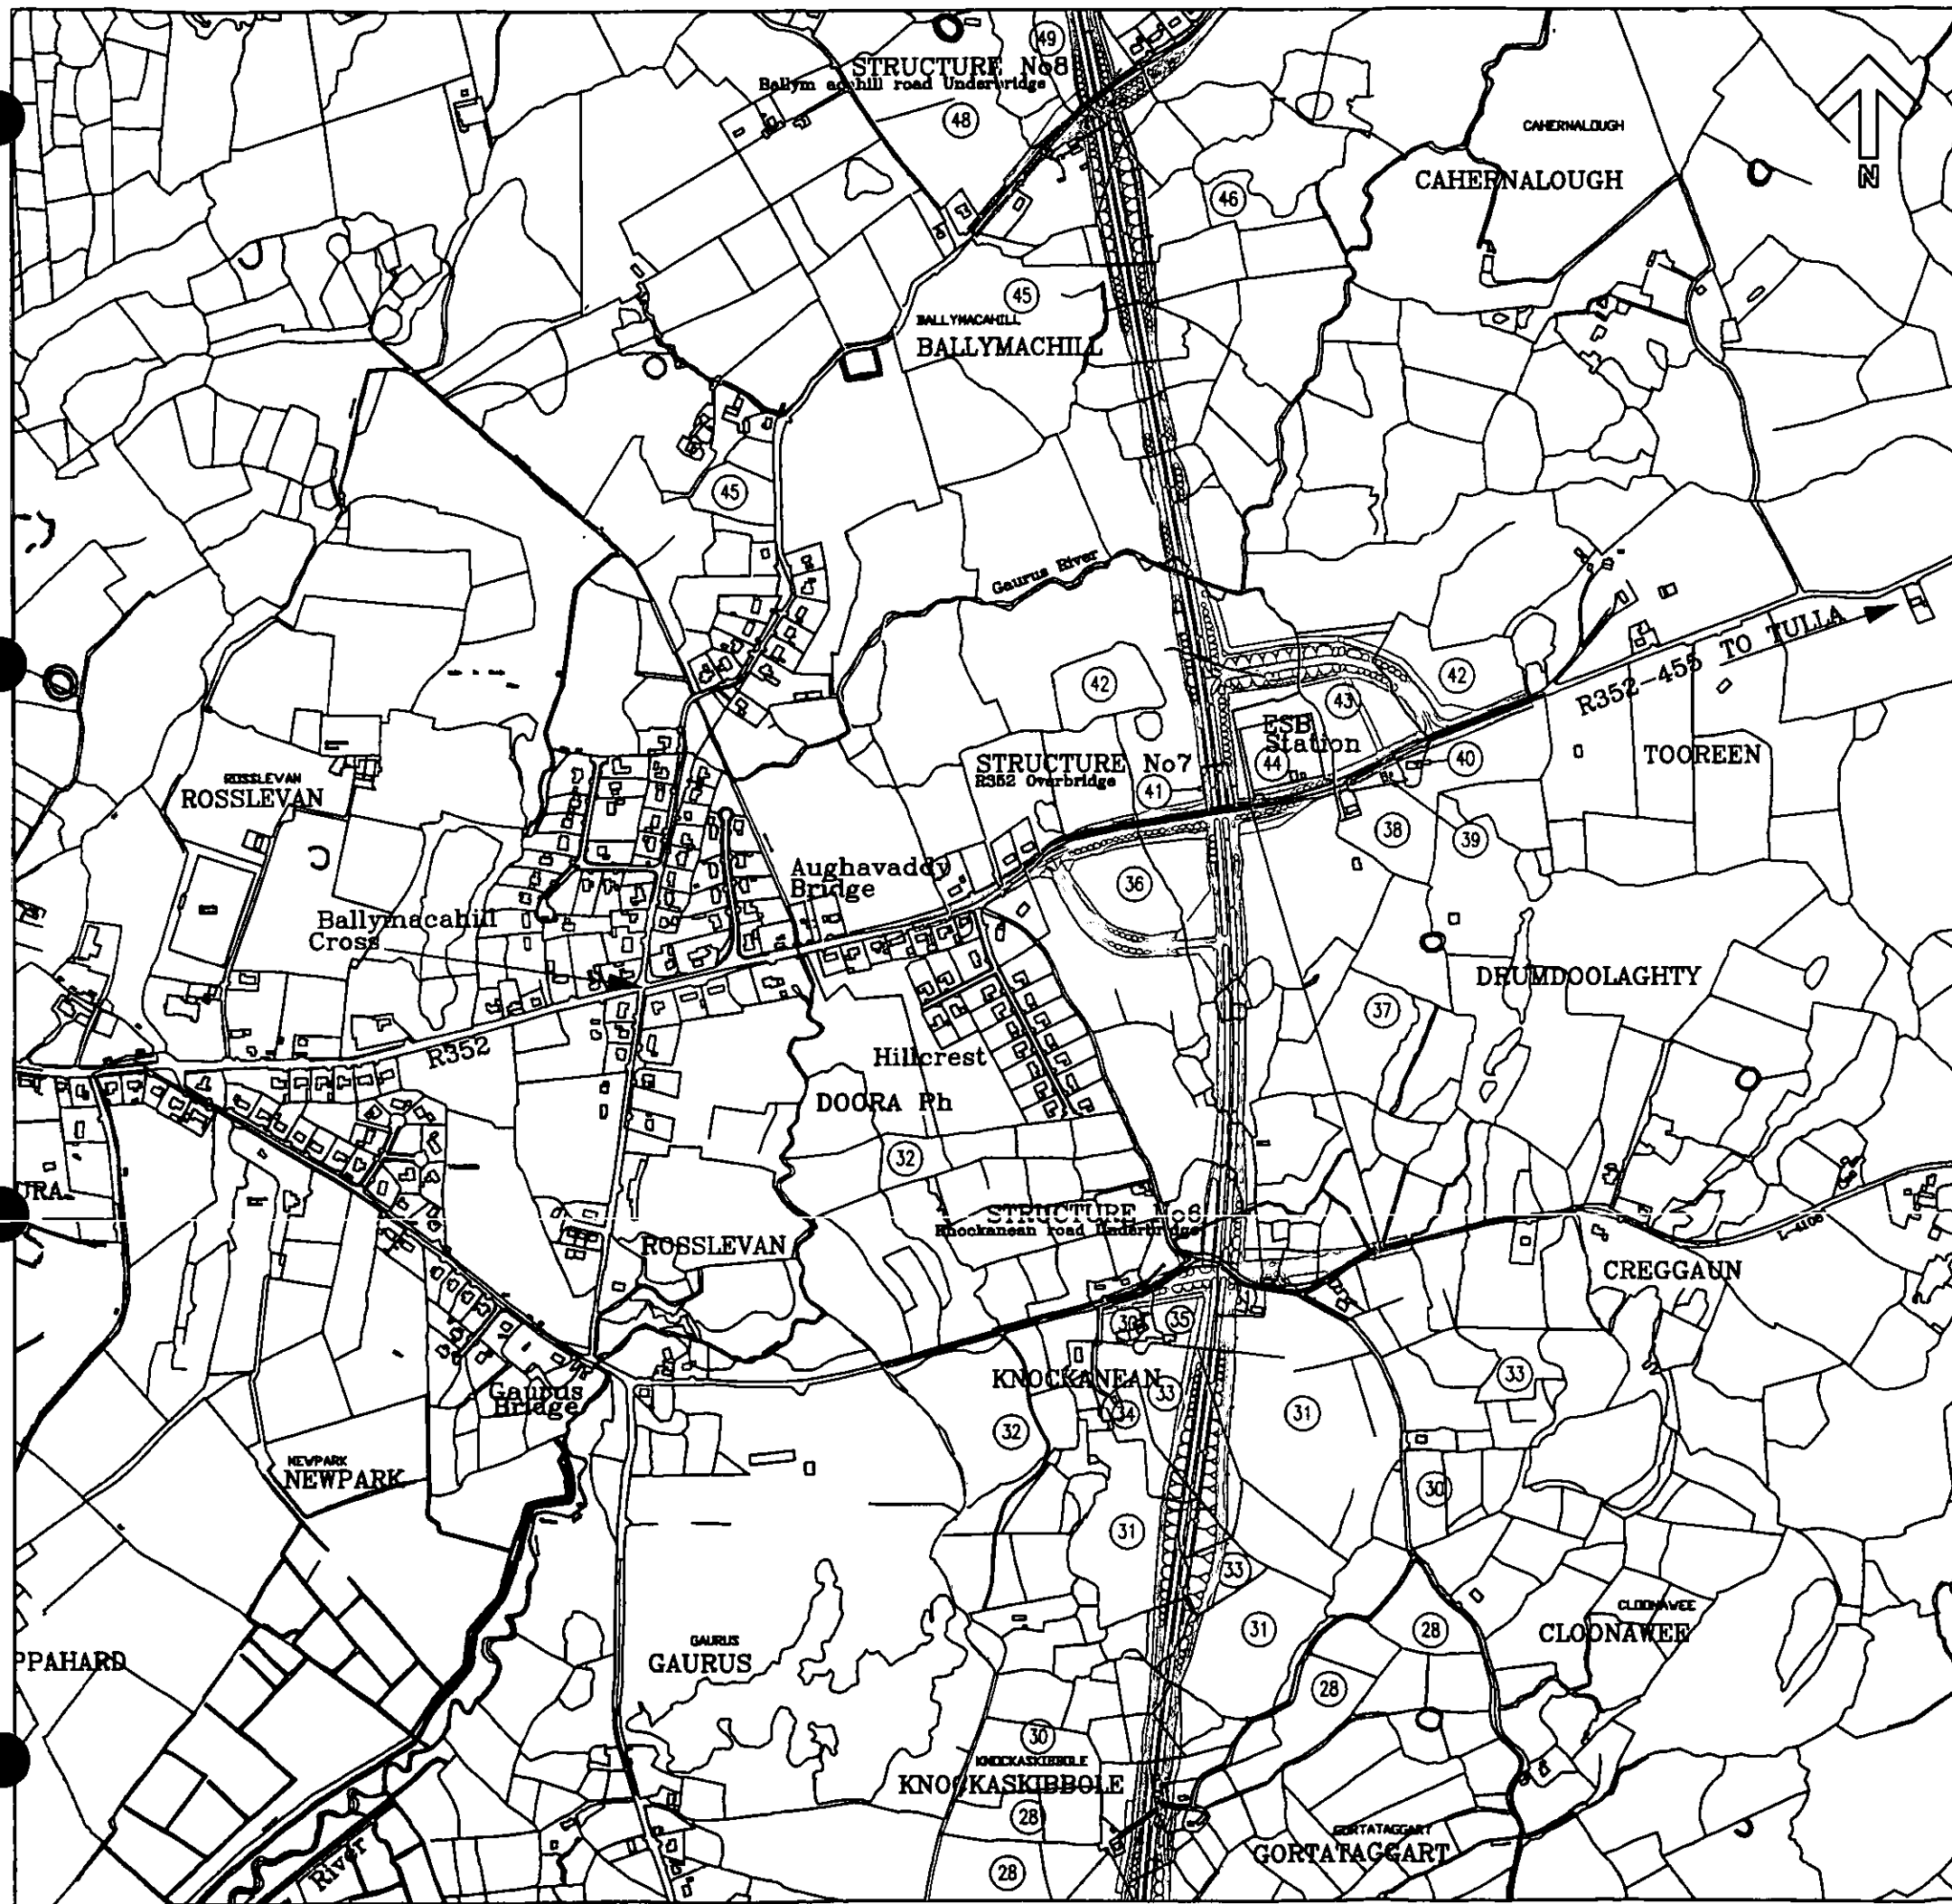 49
STRUCTURE No8
Ballym achill road Underbridge
48
CAHERNALOUGH
CAHERNALOUGH
N
46
45
BALLYMACAHILL
BALLYMACHILL
45
Gaurus River
42
42
43
R352-455 TO TULLA
ESB
Station
44
STRUCTURE No7
R352 Overbridge
41
40
TOOREEN
ROSSLEVAN
ROSSLEVAN
38
39
Aughavaddy
Bridge
36
Ballymacahill
Cross
DRUMDOOLAGHTY
37
R352
Hillcrest
DOORA Ph
32
URA
STRUCTURE No6
Knockanean road Underbridge
ROSSLEVAN
CREGGAUN
35
KNOCKANEAN
33
33
34
31
32
Gaurus
Bridge
NEWPARK
NEWPARK
30
31
33
CLOONAWEE
CLOONAWEE
31
28
GAURUS
GAURUS
PPAHARD
28
30
KNOCKASKIBBOLE
KNOCKASKIBBOLE
28
GORTATAGGART
GORTATAGGART
28
River